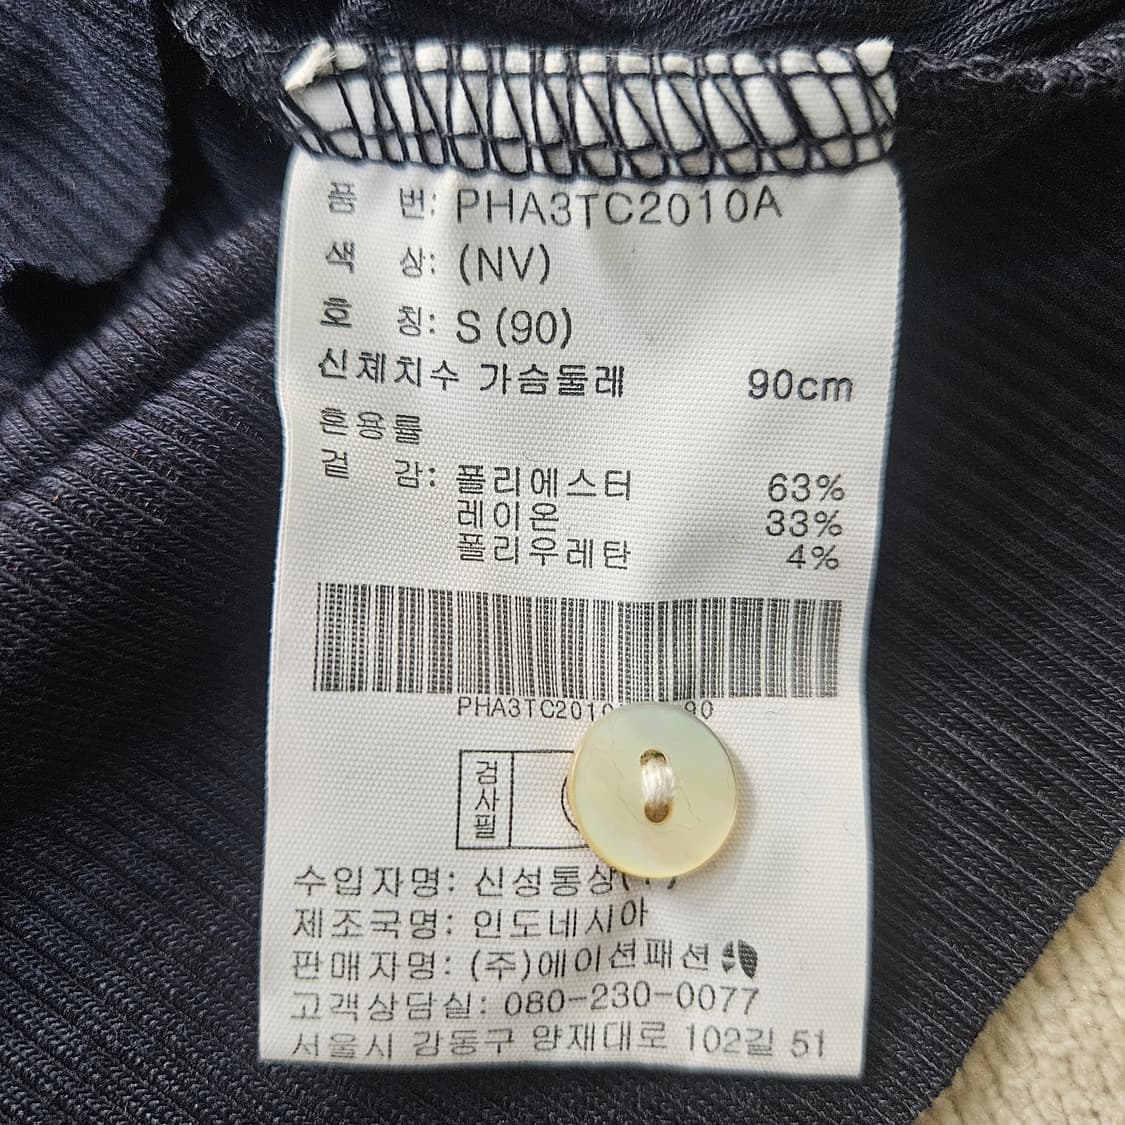 품 번: PHA3TC2010A
색 상: (NV)
호 칭: S (90)
신체치수 가슴둘레 90cm
혼용률
겉 감: 폴리에스터 63%
레이온 33%
폴리우레탄 4%
PHA3TC2010 90
검사필
수입자명: 신성통상
제조국명: 인도네시아
판매자명: (주)에이션패션
고객상담실: 080-230-0077
서울시 강동구 양재대로 102길 51